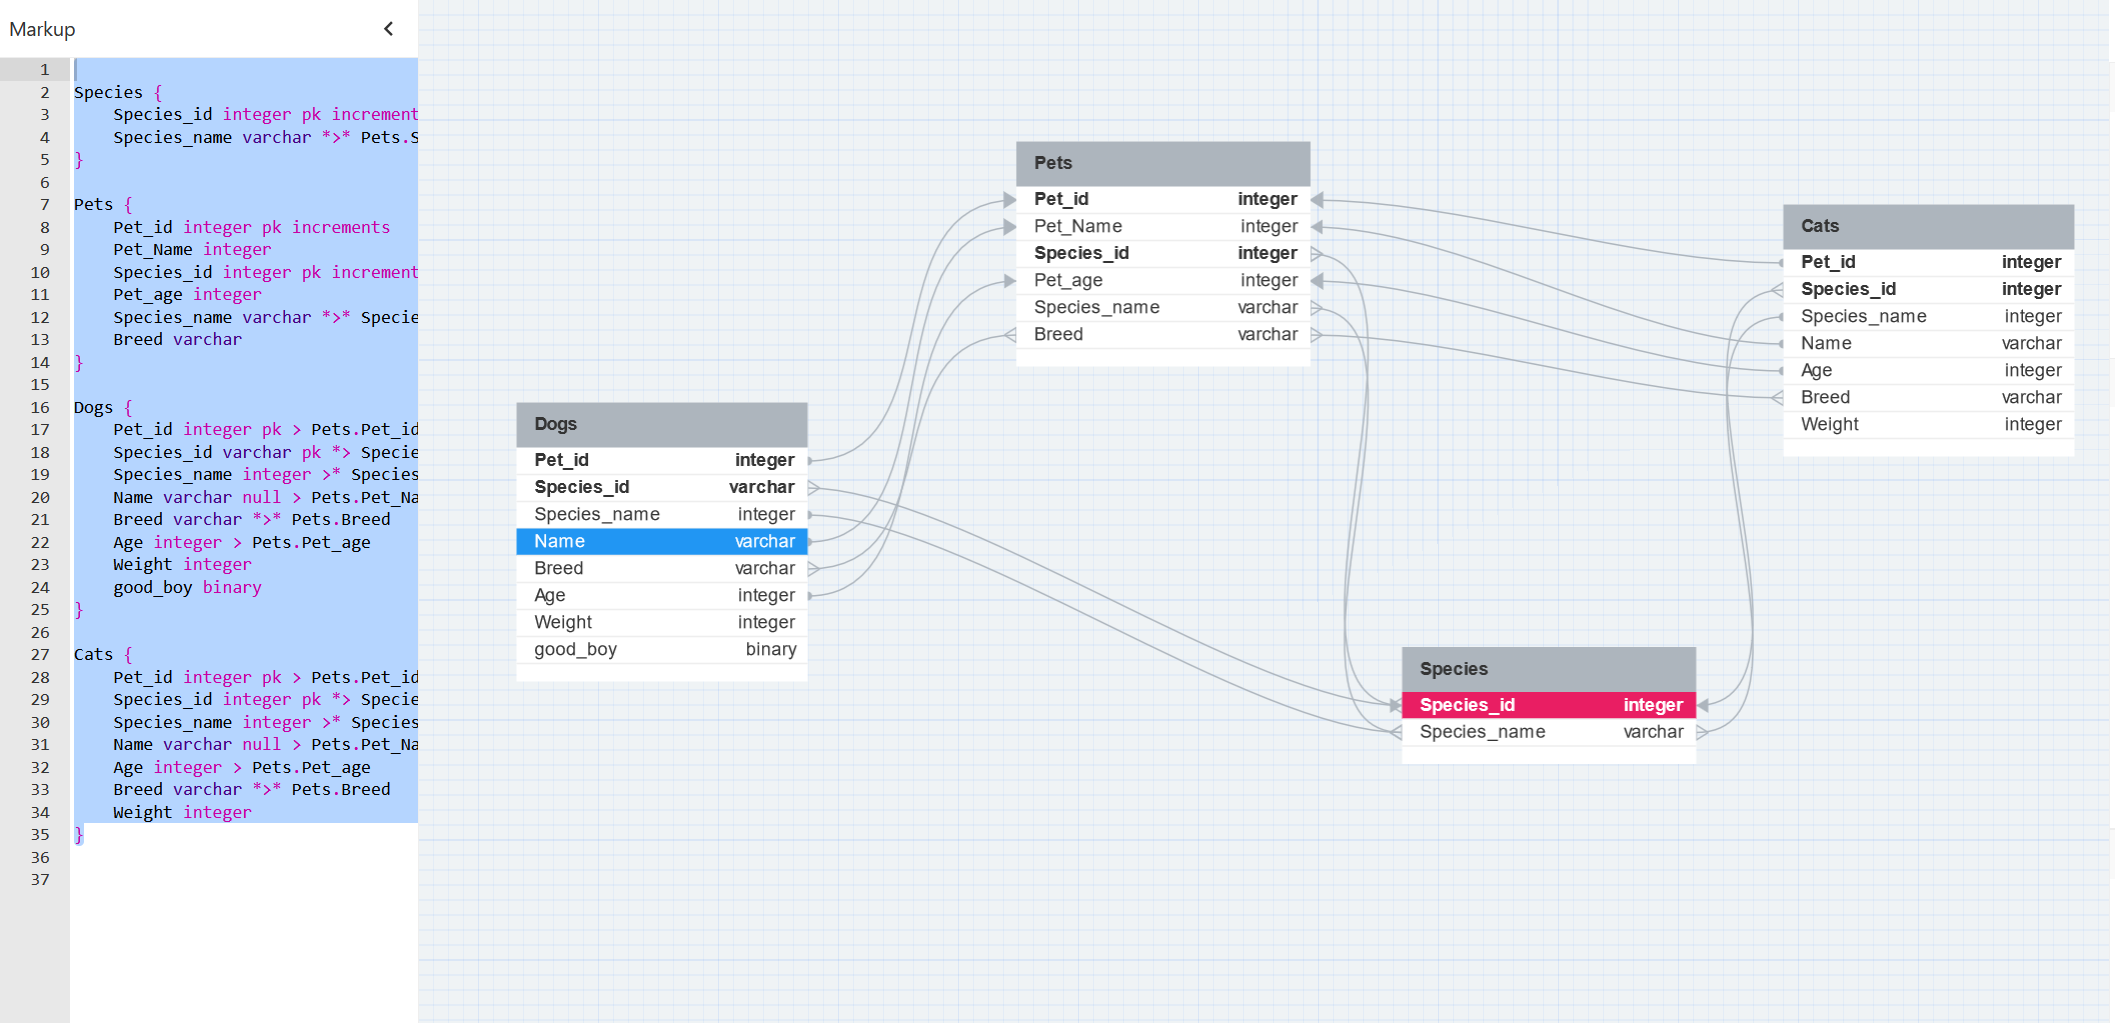 Markup
1
2 Species {
3 Species_id integer pk increment
4 Species_name varchar *>* Pets.S
5 }
6
7 Pets {
8 Pet_id integer pk increments
9 Pet_Name integer
10 Species_id integer pk increment
11 Pet_age integer
12 Species_name varchar *>* Specie
13 Breed varchar
14 }
15
16 Dogs {
17 Pet_id integer pk > Pets.Pet_id
18 Species_id varchar pk *> Specie
19 Species_name integer >* Species
20 Name varchar null > Pets.Pet_Na
21 Breed varchar *>* Pets.Breed
22 Age integer > Pets.Pet_age
23 Weight integer
24 good_boy binary
25 }
26
27 Cats {
28 Pet_id integer pk > Pets.Pet_id
29 Species_id integer pk *> Specie
30 Species_name integer >* Species
31 Name varchar null > Pets.Pet_Na
32 Age integer > Pets.Pet_age
33 Breed varchar *>* Pets.Breed
34 Weight integer
35 }
36
37
Dogs
Pet_id integer
Species_id varchar
Species_name integer
Name varchar
Breed varchar
Age integer
Weight integer
good_boy binary
Pets
Pet_id integer
Pet_Name integer
Species_id integer
Pet_age integer
Species_name varchar
Breed varchar
Species
Species_id integer
Species_name varchar
Cats
Pet_id integer
Species_id integer
Species_name integer
Name varchar
Age integer
Breed varchar
Weight integer